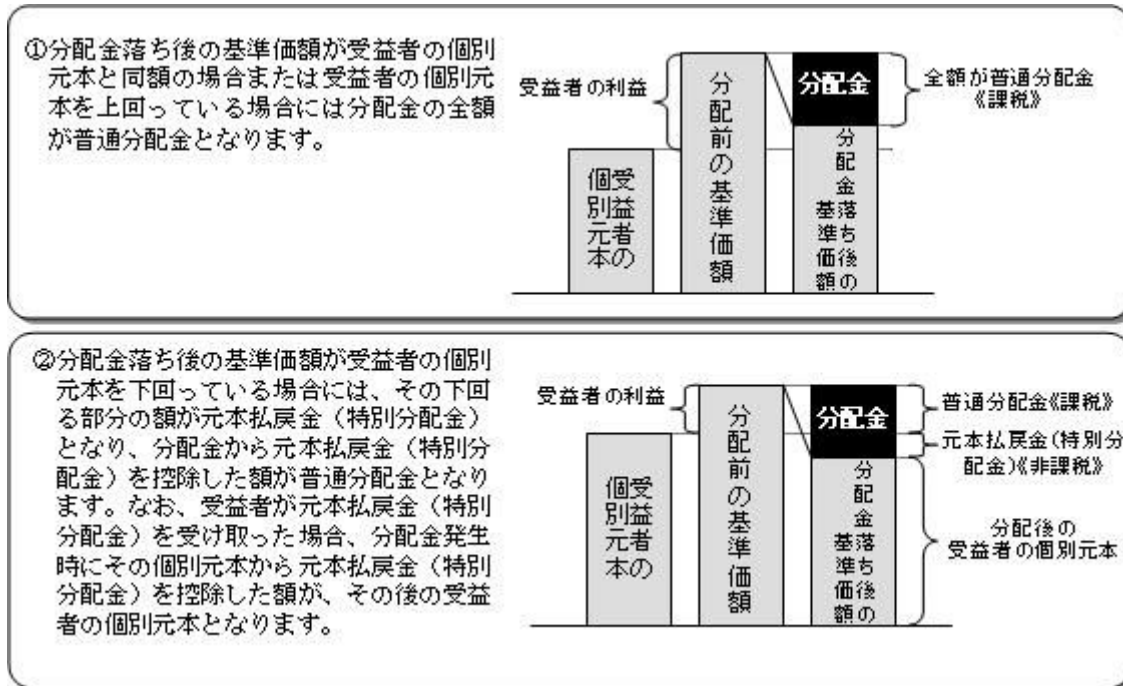 ①分配金落ち後の基準価額が受益者の個別
元本と同額の場合または受益者の個別元
本を上回っている場合には分配金の全額
が普通分配金となります。
受益者の利益
受益者の
個別元本
分配前の基準価額
分配金
分配金落ち後の
基準価額
全額が普通分配金
《課税》
②分配金落ち後の基準価額が受益者の個別
元本を下回っている場合には、その下回
る部分の額が元本払戻金（特別分配金）
となり、分配金から元本払戻金（特別分
配金）を控除した額が普通分配金となり
ます。なお、受益者が元本払戻金（特別
分配金）を受け取った場合、分配金発生
時にその個別元本から元本払戻金（特別
分配金）を控除した額が、その後の受益
者の個別元本となります。
受益者の利益
受益者の
個別元本
分配前の基準価額
分配金
分配金落ち後の
基準価額
普通分配金《課税》
元本払戻金(特別分
配金)《非課税》
分配後の
受益者の個別元本